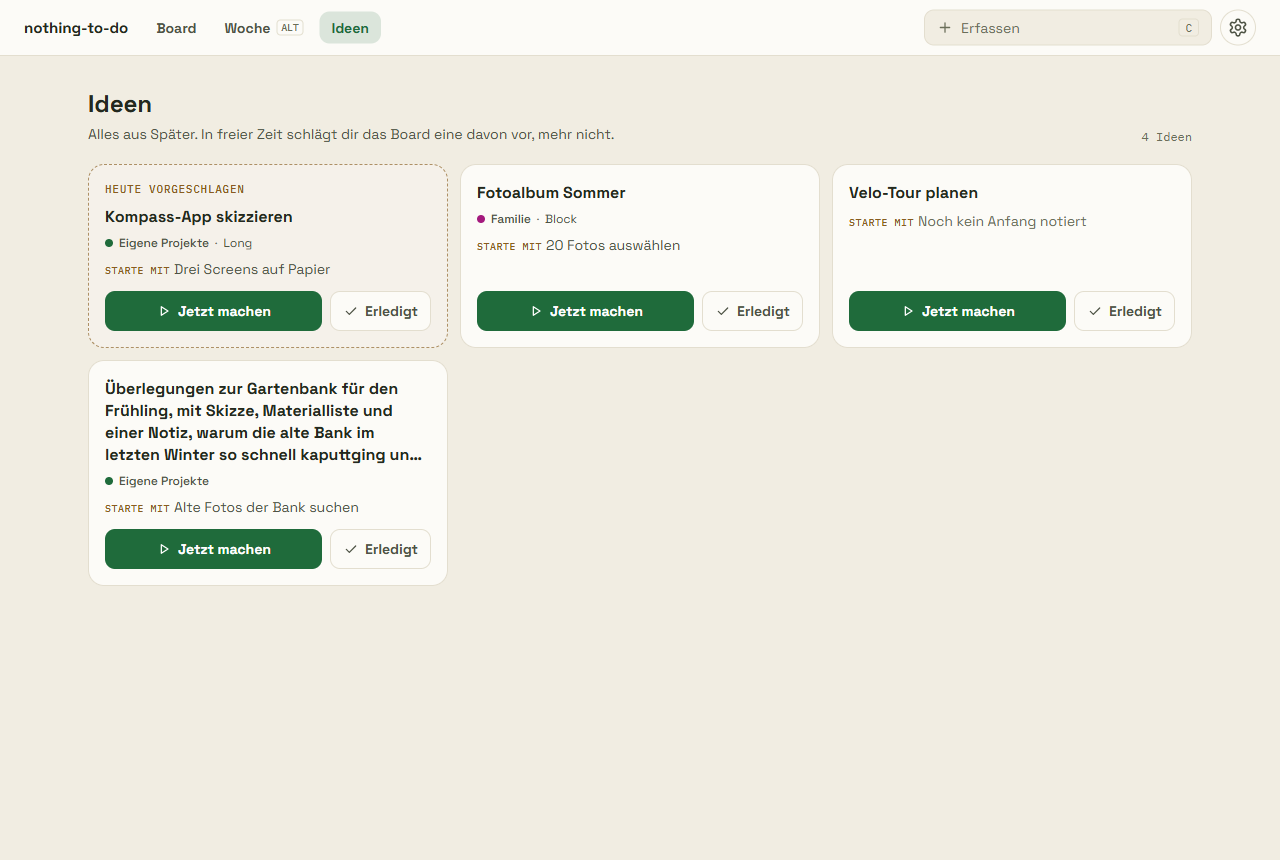 nothing-to-do
Board
Woche ALT
Ideen
Erfassen C
Ideen
Alles aus Später. In freier Zeit schlägt dir das Board eine davon vor, mehr nicht.
4 Ideen
HEUTE VORGESCHLAGEN
Kompass-App skizzieren
Eigene Projekte · Long
STARTE MIT Drei Screens auf Papier
Jetzt machen
Erledigt
Fotoalbum Sommer
Familie · Block
STARTE MIT 20 Fotos auswählen
Jetzt machen
Erledigt
Velo-Tour planen
STARTE MIT Noch kein Anfang notiert
Jetzt machen
Erledigt
Überlegungen zur Gartenbank für den
Frühling, mit Skizze, Materialliste und
einer Notiz, warum die alte Bank im
letzten Winter so schnell kaputtging un…
Eigene Projekte
STARTE MIT Alte Fotos der Bank suchen
Jetzt machen
Erledigt